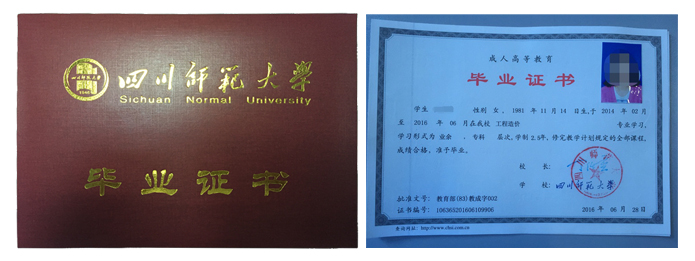 四川师范大学
Sichuan Normal University
毕业证书
成人高等教育
毕业证书
学生 性别 女，1981 年 11 月 14 日生，于 2014 年 02 月
至 2016 年 06 月在我校 工程造价 专业学习，
学习形式为 业余 ，专科 层次，学制 2.5年，修完教学计划规定的全部课程，
成绩合格，准予毕业。
校 长：
学 校：四川师范大学
批准文号：教育部(83)教成字002
证书编号：106365201606109905
2016 年 06 月 28 日
查询网址：http://www.chsi.com.cn